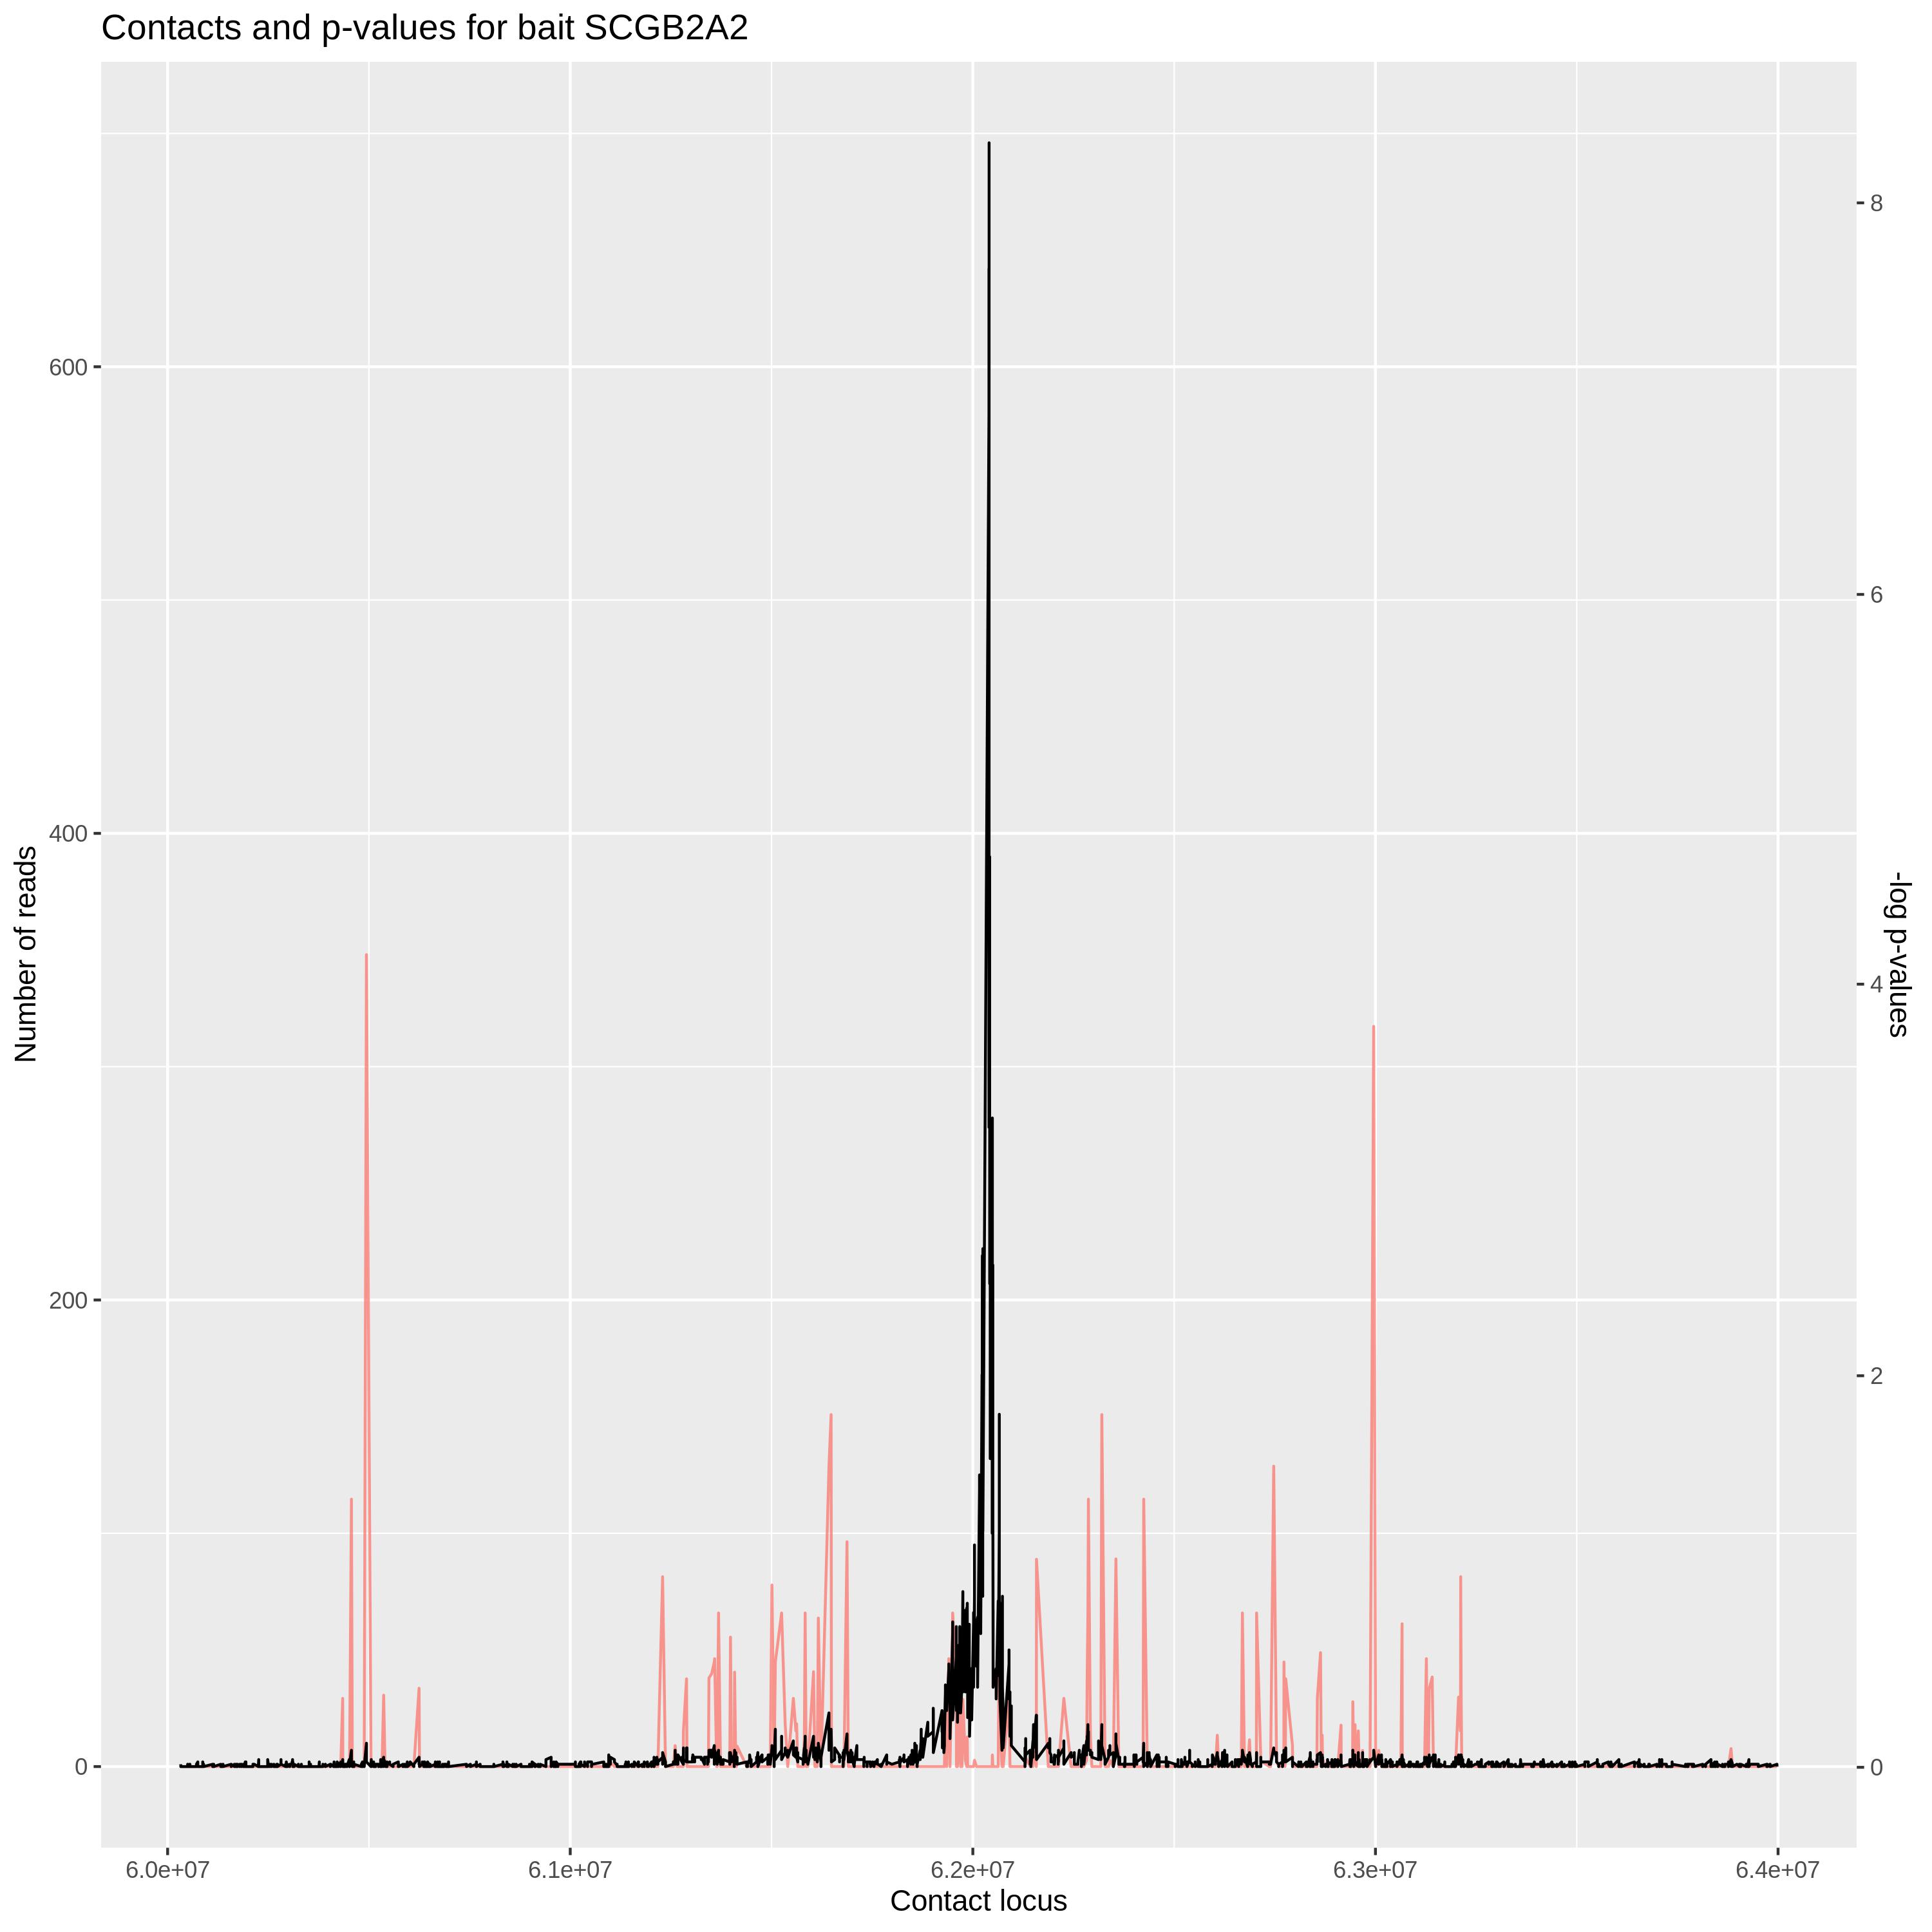 Contacts and p-values for bait SCGB2A2
8
600
6
400
Number of reads
-log p-values
4
200
2
0
0
6.0e+07
6.1e+07
6.2e+07
6.3e+07
6.4e+07
Contact locus